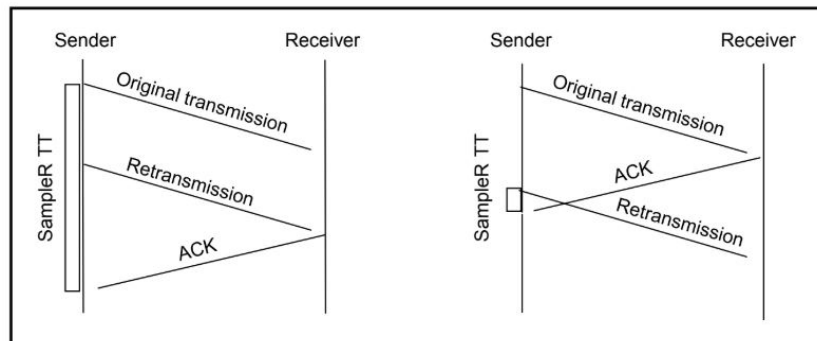 Sender
Receiver
SampleR TT
Original transmission
Retransmission
ACK
Sender
Receiver
SampleR TT
Original transmission
ACK
Retransmission